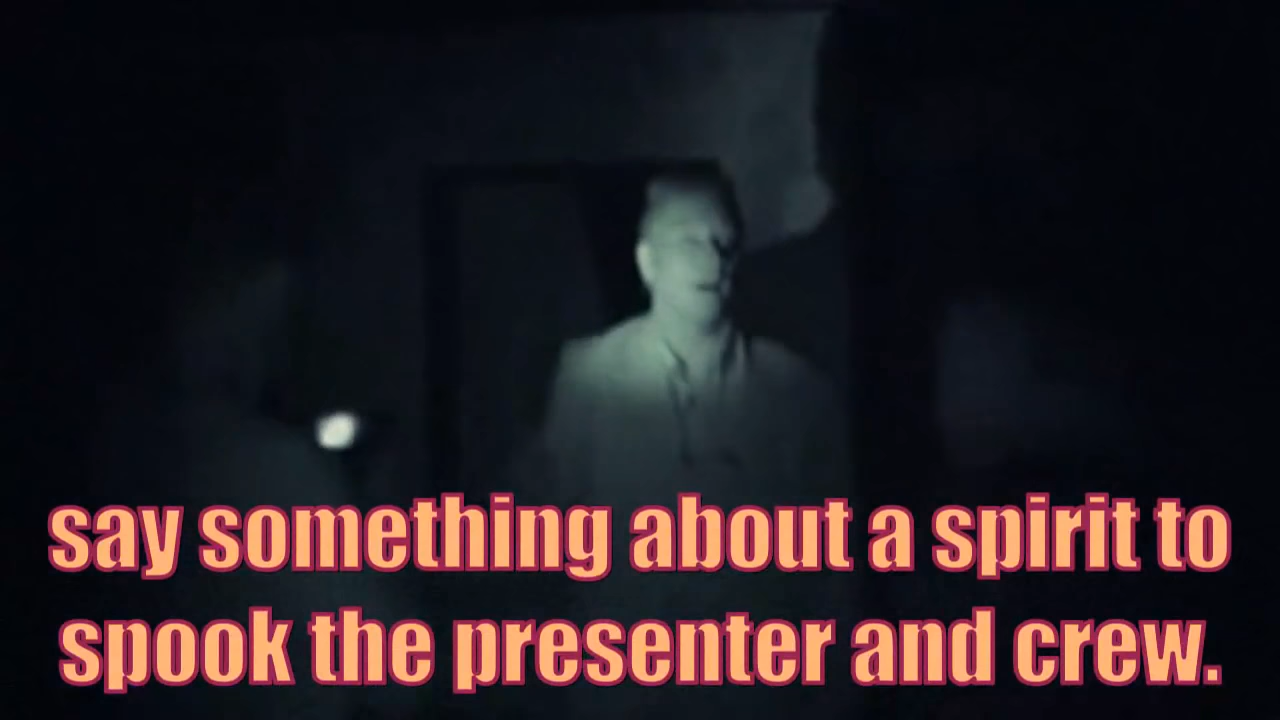 say something about a spirit to
spook the presenter and crew.